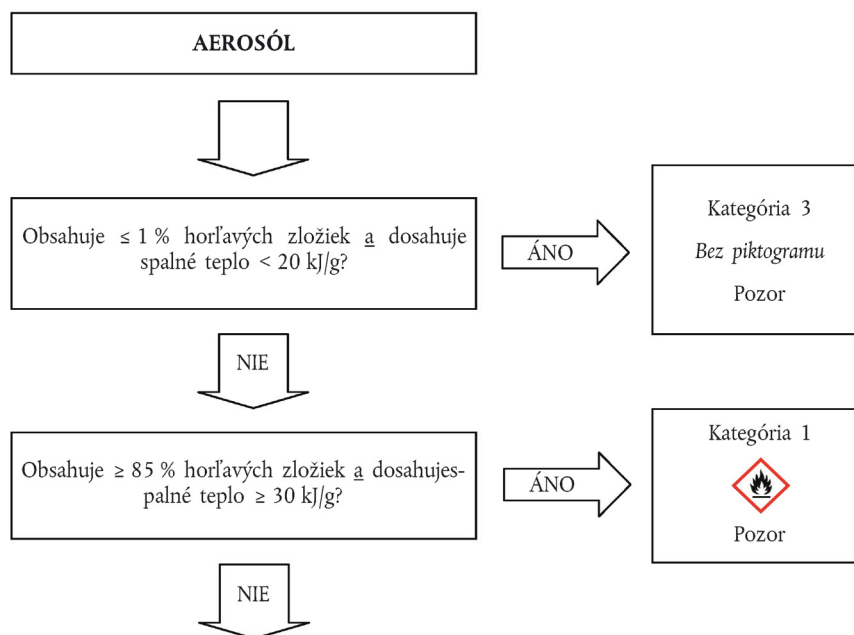 AEROSÓL
Obsahuje ≤ 1 % horľavých zložiek a dosahuje
spalné teplo < 20 kJ/g?
ÁNO
Kategória 3
Bez piktogramu
Pozor
NIE
Obsahuje ≥ 85 % horľavých zložiek a dosahujes-
palné teplo ≥ 30 kJ/g?
ÁNO
Kategória 1
Pozor
NIE